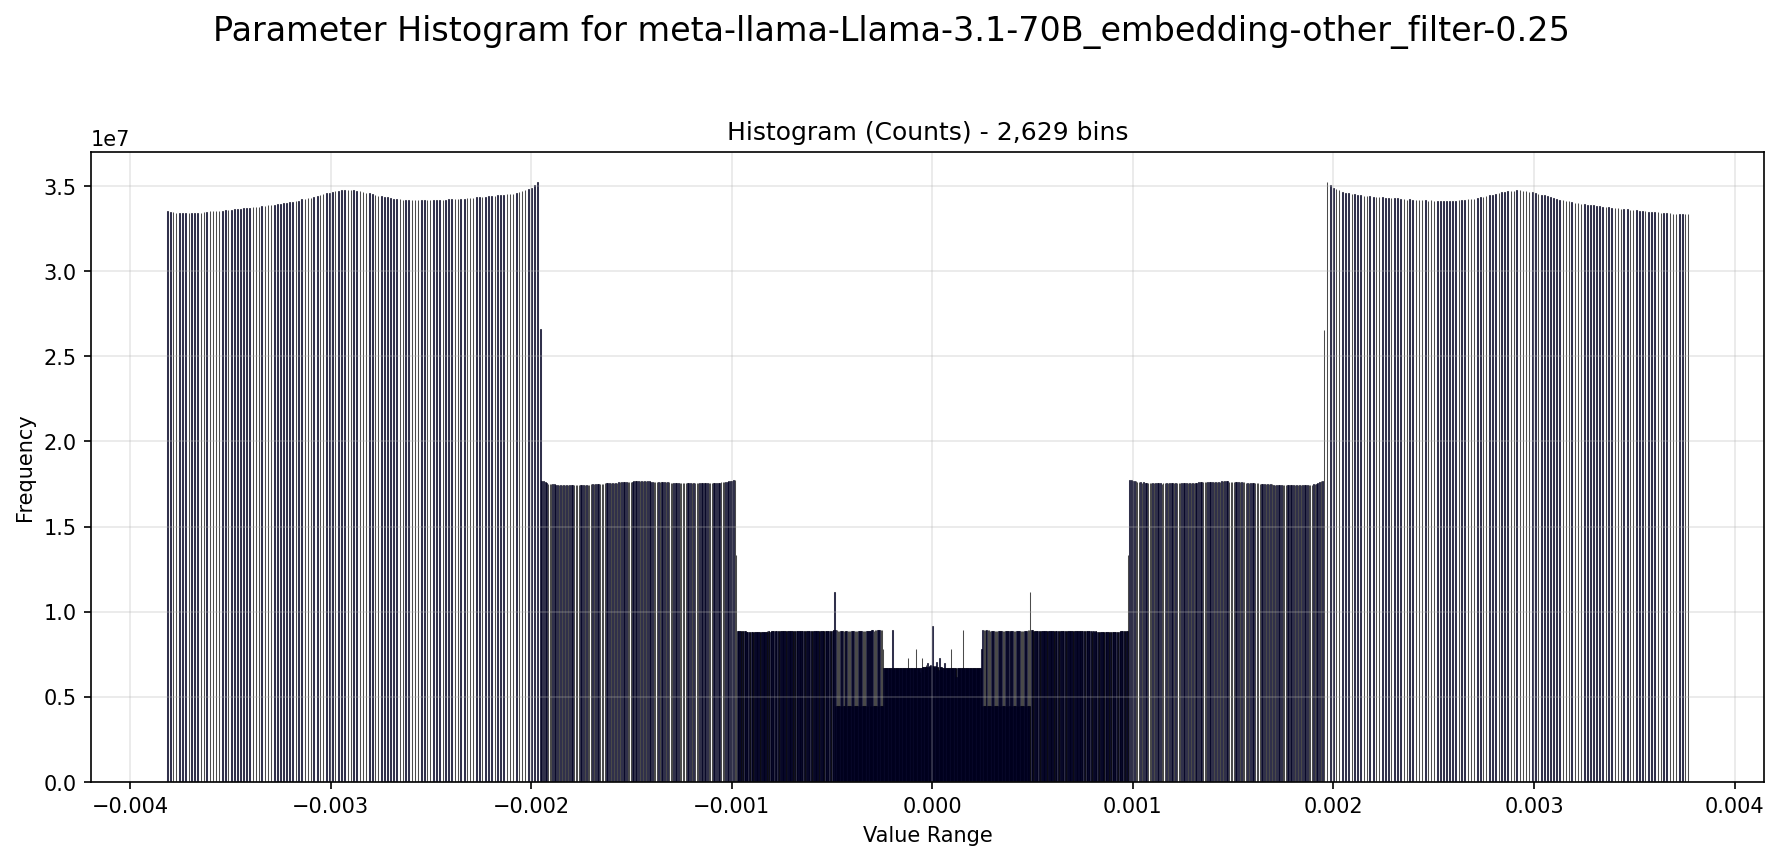 Parameter Histogram for meta-llama-Llama-3.1-70B_embedding-other_filter-0.25
Histogram (Counts) - 2,629 bins
1e7
3.5
3.0
2.5
2.0
1.5
1.0
0.5
0.0
Frequency
−0.004 −0.003 −0.002 −0.001 0.000 0.001 0.002 0.003 0.004
Value Range